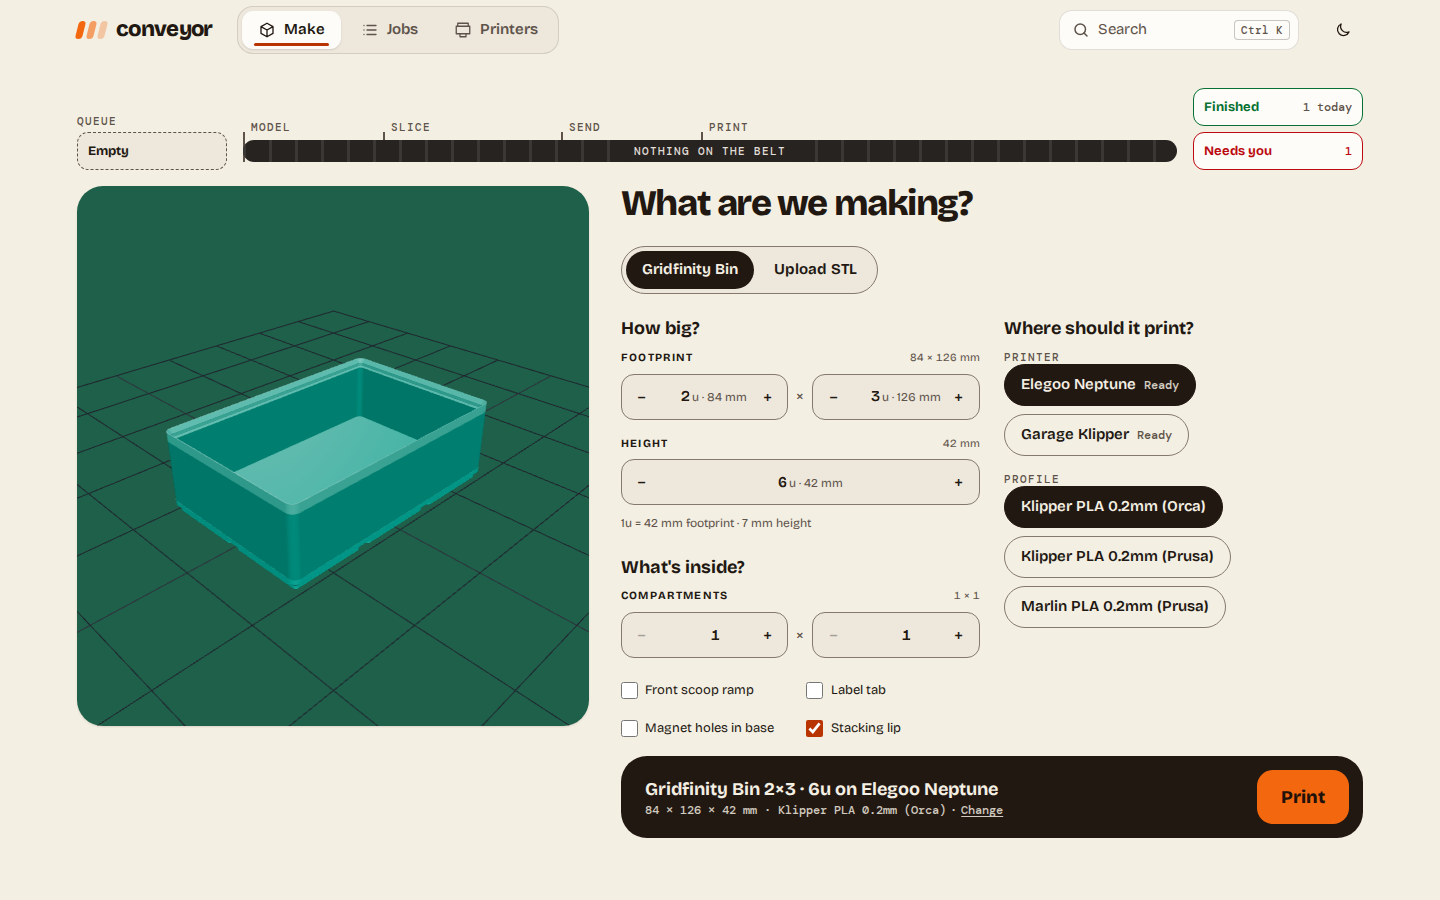 conveyor
Make
Jobs
Printers
Search
Ctrl K
QUEUE
Empty
MODEL
SLICE
SEND
PRINT
NOTHING ON THE BELT
Finished 1 today
Needs you 1
What are we making?
Gridfinity Bin
Upload STL
How big?
FOOTPRINT 84 × 126 mm
− 2 u · 84 mm + × − 3 u · 126 mm +
HEIGHT 42 mm
− 6 u · 42 mm +
1u = 42 mm footprint · 7 mm height
What's inside?
COMPARTMENTS 1 × 1
− 1 + × − 1 +
Front scoop ramp
Label tab
Magnet holes in base
Stacking lip
Where should it print?
PRINTER
Elegoo Neptune Ready
Garage Klipper Ready
PROFILE
Klipper PLA 0.2mm (Orca)
Klipper PLA 0.2mm (Prusa)
Marlin PLA 0.2mm (Prusa)
Gridfinity Bin 2×3 · 6u on Elegoo Neptune
84 × 126 × 42 mm · Klipper PLA 0.2mm (Orca) · Change
Print